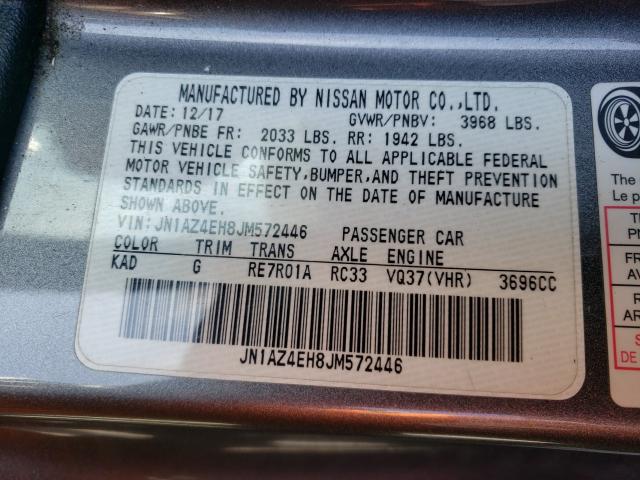 MANUFACTURED BY NISSAN MOTOR CO.,LTD.
DATE: 12/17 GVWR/PNBV: 3968 LBS.
GAWR/PNBE FR: 2033 LBS. RR: 1942 LBS.
THIS VEHICLE CONFORMS TO ALL APPLICABLE FEDERAL
MOTOR VEHICLE SAFETY,BUMPER,AND THEFT PREVENTION
STANDARDS IN EFFECT ON THE DATE OF MANUFACTURE
SHOWN ABOVE.
VIN: JN1AZ4EH8JM572446 PASSENGER CAR
COLOR TRIM TRANS AXLE ENGINE
KAD G RE7R01A RC33 VQ37(VHR) 3696CC
JN1AZ4EH8JM572446
The
Le p
FR
AR
DE